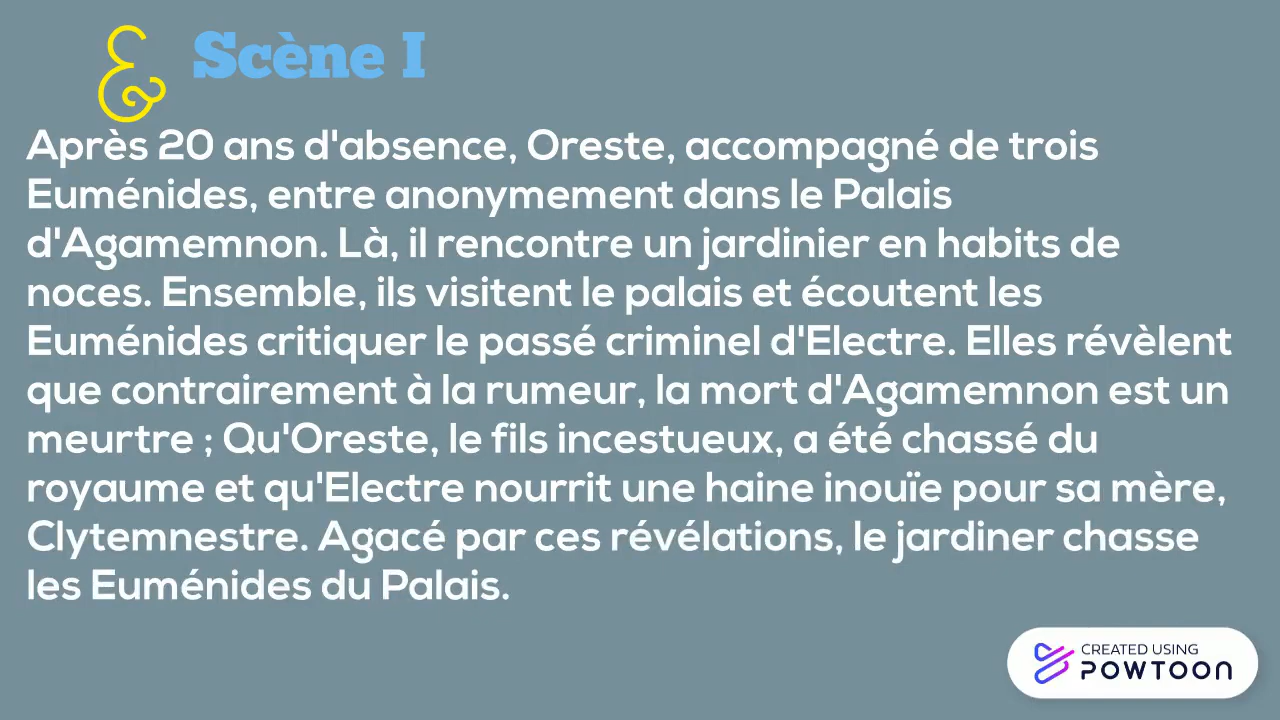 & Scène I
Après 20 ans d'absence, Oreste, accompagné de trois
Euménides, entre anonymement dans le Palais
d'Agamemnon. Là, il rencontre un jardinier en habits de
noces. Ensemble, ils visitent le palais et écoutent les
Euménides critiquer le passé criminel d'Electre. Elles révèlent
que contrairement à la rumeur, la mort d'Agamemnon est un
meurtre ; Qu'Oreste, le fils incestueux, a été chassé du
royaume et qu'Electre nourrit une haine inouïe pour sa mère,
Clytemnestre. Agacé par ces révélations, le jardiner chasse
les Euménides du Palais.
CREATED USING
POWTOON